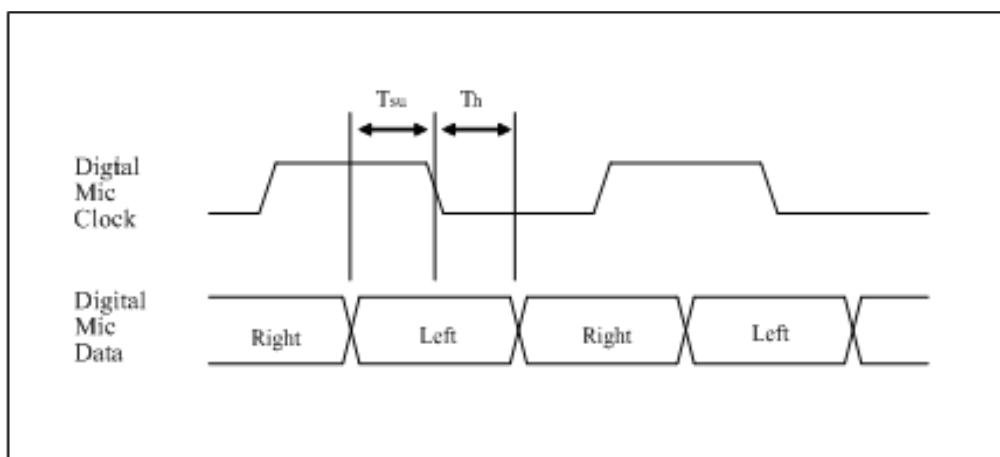 Tsu Th
Digital
Mic
Clock
Digital
Mic
Data
Right Left Right Left